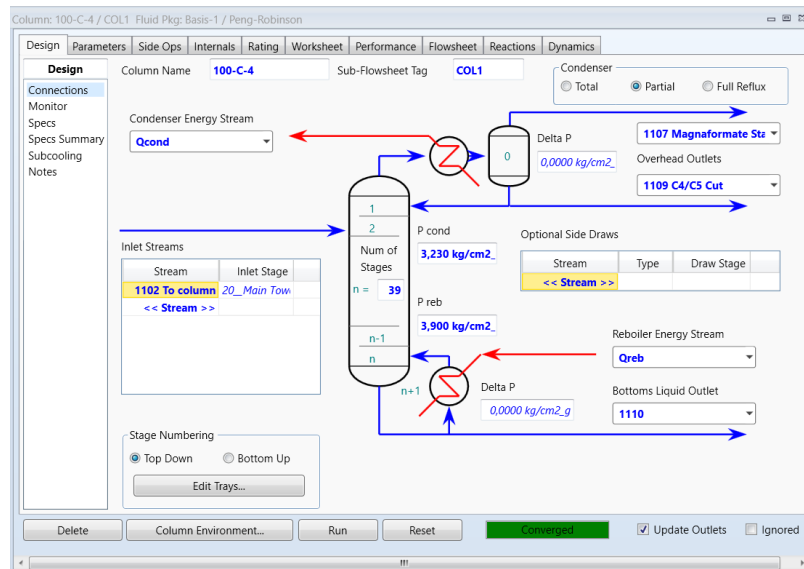 Column: 100-C-4 / COL1 Fluid Pkg: Basis-1 / Peng-Robinson
Design Parameters Side Ops Internals Rating Worksheet Performance Flowsheet Reactions Dynamics
Design
Connections
Monitor
Specs
Specs Summary
Subcooling
Notes
Column Name 100-C-4 Sub-Flowsheet Tag COL1
Condenser
Total Partial Full Reflux
Condenser Energy Stream
Qcond
0
Delta P
0,0000 kg/cm2_
1107 Magnaformate Sta
Overhead Outlets
1109 C4/C5 Cut
1
2
Num of
Stages
n = 39
n-1
n
n+1
P cond
3,230 kg/cm2_
P reb
3,900 kg/cm2_
Optional Side Draws
Stream Type Draw Stage
<< Stream >>
Inlet Streams
Stream Inlet Stage
1102 To column 20__Main Tow
<< Stream >>
Reboiler Energy Stream
Qreb
Delta P
0,0000 kg/cm2_g
Bottoms Liquid Outlet
1110
Stage Numbering
Top Down Bottom Up
Edit Trays...
Delete Column Environment... Run Reset Converged Update Outlets Ignored